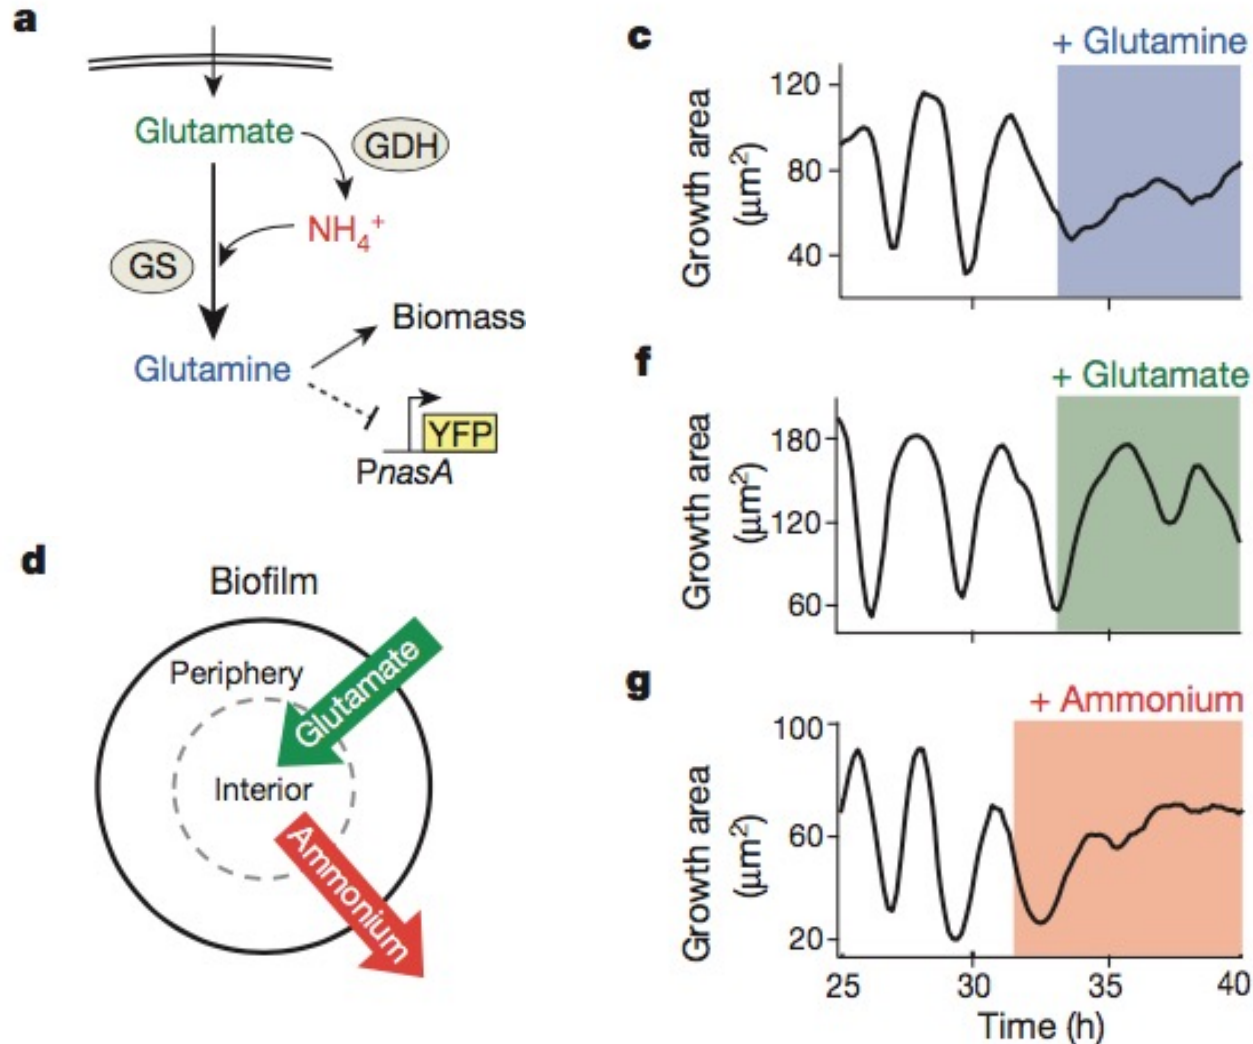 a
Glutamate
GDH
NH4+
GS
Glutamine
Biomass
YFP
PnasA
d
Biofilm
Periphery
Glutamate
Interior
Ammonium
c
+ Glutamine
Growth area
(μm²)
120
80
40
f
+ Glutamate
Growth area
(μm²)
180
120
60
g
+ Ammonium
Growth area
(μm²)
100
60
20
25 30 35 40
Time (h)